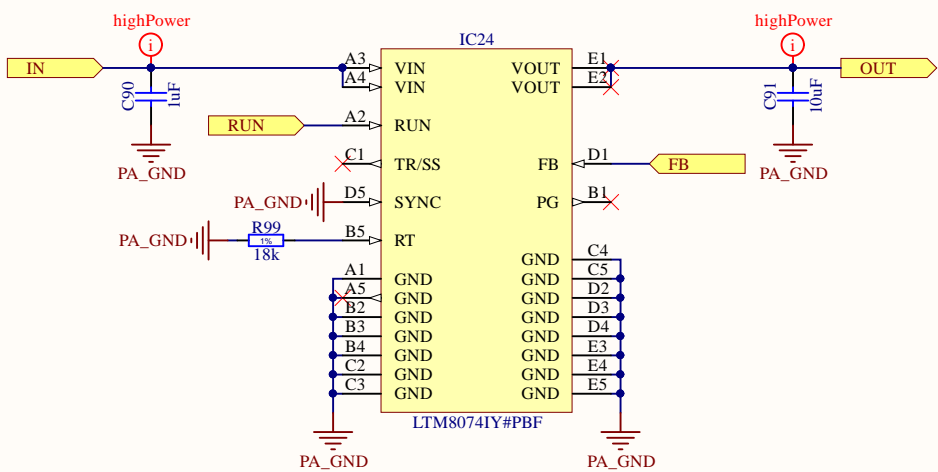 highPower
highPower
IC24
IN
C90
1uF
PA_GND
A3
VIN
A4
VIN
RUN
A2
RUN
C1
TR/SS
PA_GND
D5
SYNC
PA_GND
R99
1%
18k
B5
RT
A1
GND
A5
GND
B2
GND
B3
GND
B4
GND
C2
GND
C3
GND
PA_GND
VOUT
E1
VOUT
E2
OUT
C91
10uF
PA_GND
FB
D1
FB
PG
B1
GND
C4
GND
C5
GND
D2
GND
D3
GND
D4
GND
E3
GND
E4
GND
E5
PA_GND
LTM8074IY#PBF